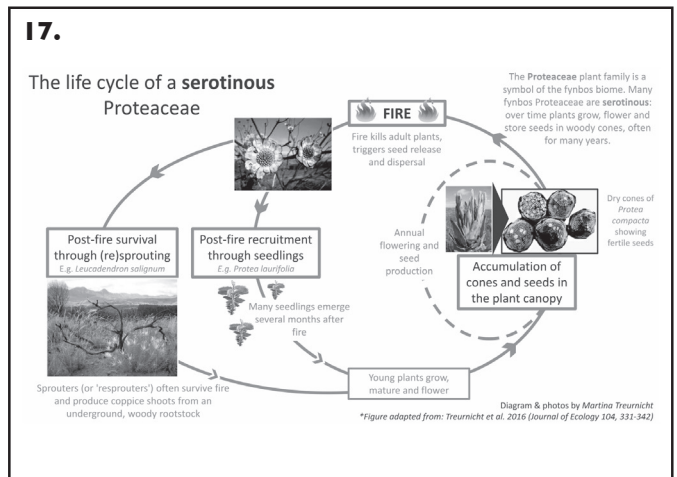 17.
The life cycle of a serotinous
Proteaceae
The Proteaceae plant family is a
symbol of the fynbos biome. Many
fynbos Proteaceae are serotinous:
over time plants grow, flower and
store seeds in woody cones, often
for many years.
FIRE
Fire kills adult plants,
triggers seed release
and dispersal
Post-fire survival
through (re)sprouting
E.g. Leucadendron salignum
Post-fire recruitment
through seedlings
E.g. Protea laurifolia
Annual
flowering and
seed
production
Dry cones of
Protea
compacta
showing
fertile seeds
Accumulation of
cones and seeds in
the plant canopy
Many seedlings emerge
several months after
fire
Sprouters (or 'resprouters') often survive fire
and produce coppice shoots from an
underground, woody rootstock
Young plants grow,
mature and flower
Diagram & photos by Martina Treurnicht
*Figure adapted from: Treurnicht et al. 2016 (Journal of Ecology 104, 331-342)